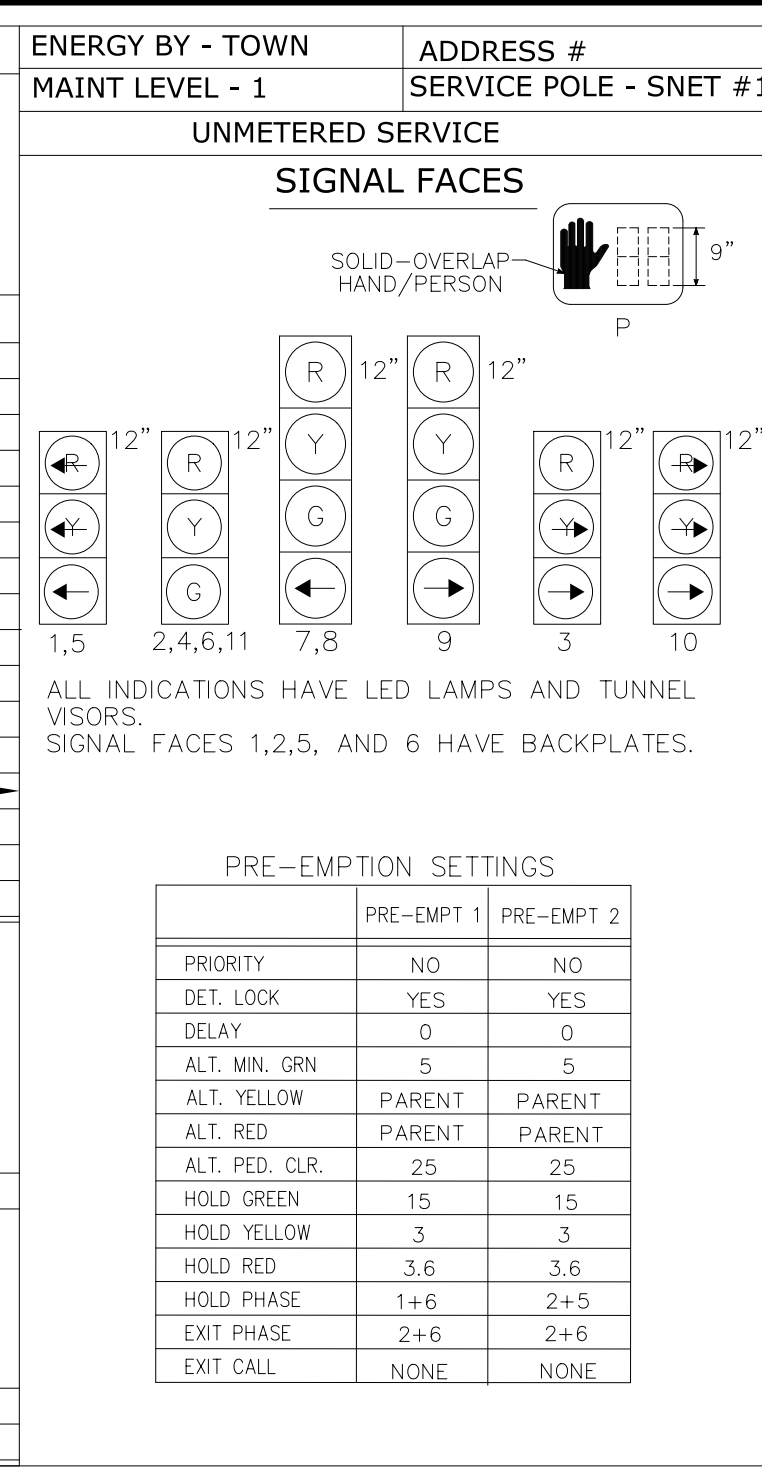 ENERGY BY - TOWN ADDRESS #
MAINT LEVEL - 1 SERVICE POLE - SNET #1
UNMETERED SERVICE
SIGNAL FACES
SOLID-OVERLAP
HAND/PERSON
9"
P
R 12" R 12"
Y Y
G G
R 12" R 12" R 12" R 12"
Y Y Y Y
G
1,5 2,4,6,11 7,8 9 3 10
ALL INDICATIONS HAVE LED LAMPS AND TUNNEL
VISORS.
SIGNAL FACES 1,2,5, AND 6 HAVE BACKPLATES.
PRE-EMPTION SETTINGS
PRE-EMPT 1 PRE-EMPT 2
PRIORITY NO NO
DET. LOCK YES YES
DELAY 0 0
ALT. MIN. GRN 5 5
ALT. YELLOW PARENT PARENT
ALT. RED PARENT PARENT
ALT. PED. CLR. 25 25
HOLD GREEN 15 15
HOLD YELLOW 3 3
HOLD RED 3.6 3.6
HOLD PHASE 1+6 2+5
EXIT PHASE 2+6 2+6
EXIT CALL NONE NONE